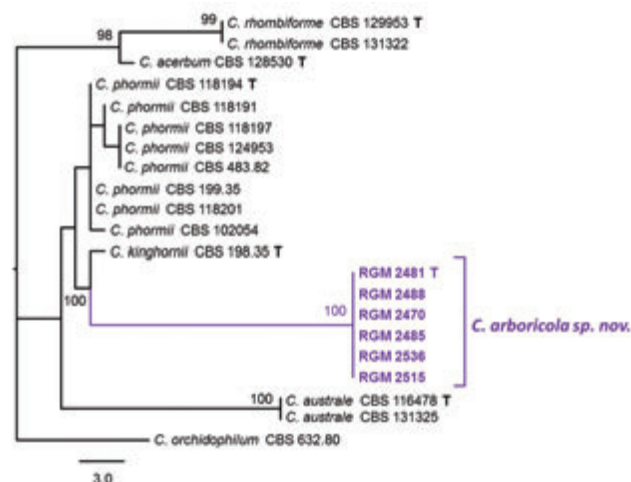 99
C. rhombiforme CBS 129953 T
C. rhombiforme CBS 131322
98
C. acerbum CBS 128530 T
C. phormii CBS 118194 T
C. phormii CBS 118191
C. phormii CBS 118197
C. phormii CBS 124953
C. phormii CBS 483.82
C. phormii CBS 199.35
C. phormii CBS 118201
C. phormii CBS 102054
C. kinghornii CBS 198.35 T
100
RGM 2481 T
RGM 2488
100
RGM 2470
RGM 2485
RGM 2536
RGM 2515
C. arboricola sp. nov.
100
C. australe CBS 116478 T
C. australe CBS 131325
C. orchidophilum CBS 632.80
3.0